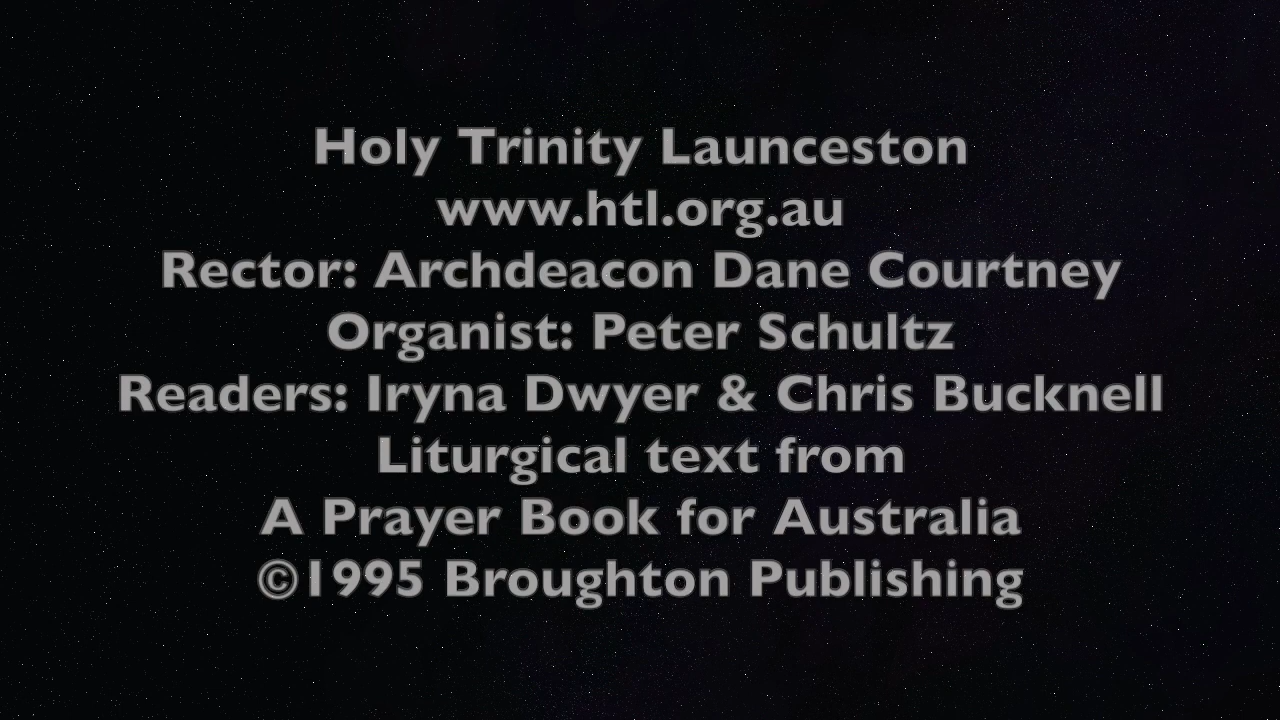 Holy Trinity Launceston
www.htl.org.au
Rector: Archdeacon Dane Courtney
Organist: Peter Schultz
Readers: Iryna Dwyer & Chris Bucknell
Liturgical text from
A Prayer Book for Australia
©1995 Broughton Publishing